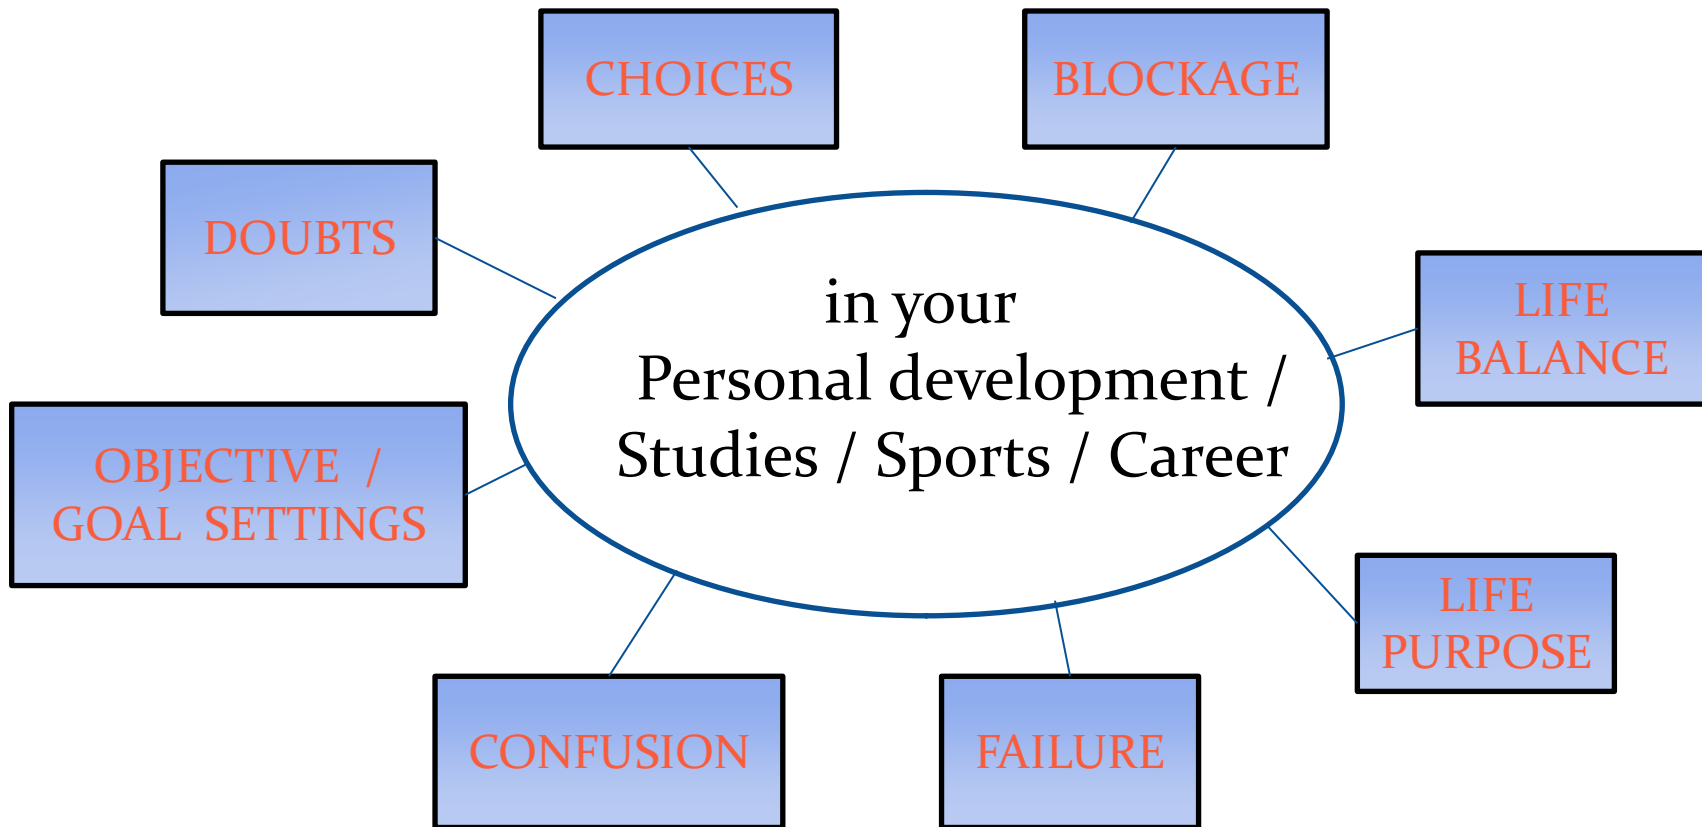 CHOICES
BLOCKAGE
DOUBTS
LIFE
BALANCE
in your
Personal development /
Studies / Sports / Career
OBJECTIVE /
GOAL SETTINGS
LIFE
PURPOSE
CONFUSION
FAILURE